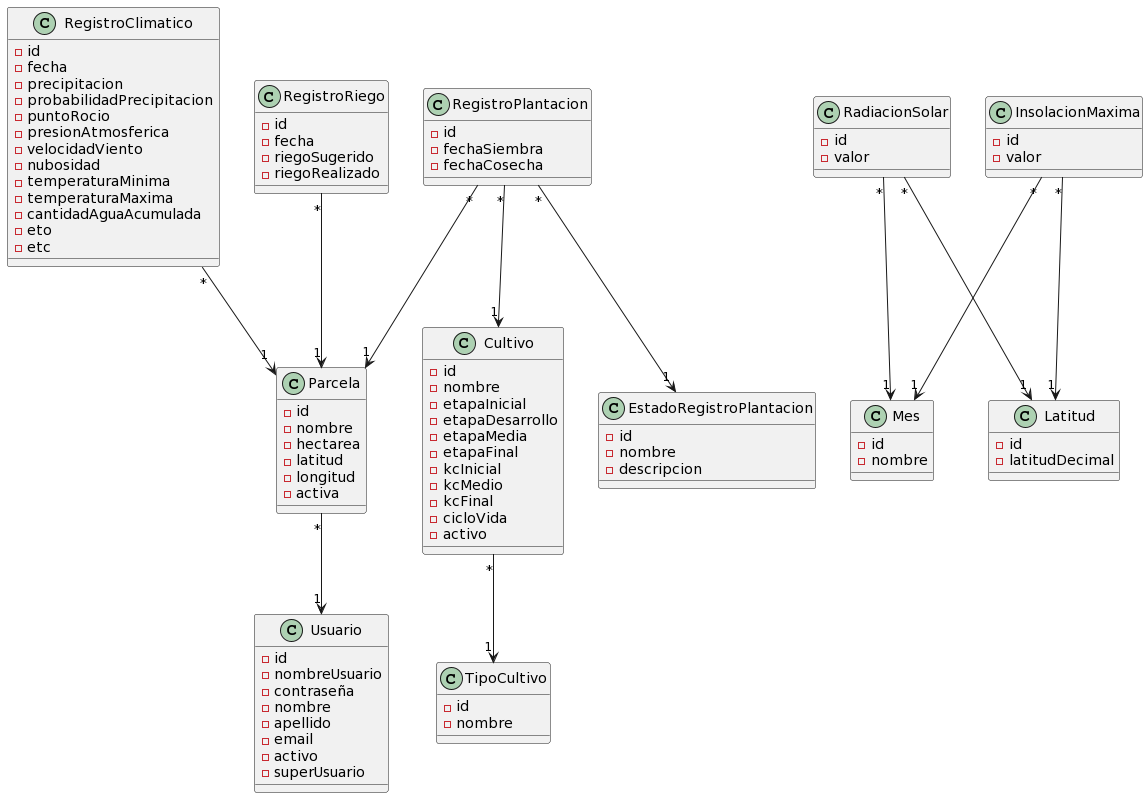 C RegistroClimatico
id
fecha
precipitacion
probabilidadPrecipitacion
puntoRocio
presionAtmosferica
velocidadViento
nubosidad
temperaturaMinima
temperaturaMaxima
cantidadAguaAcumulada
eto
etc
C RegistroRiego
id
fecha
riegoSugerido
riegoRealizado
C RegistroPlantacion
id
fechaSiembra
fechaCosecha
C RadiacionSolar
id
valor
C InsolacionMaxima
id
valor
*
1
*
1
*
1
*
1
*
1
*
1
*
1
*
1
*
1
C Parcela
id
nombre
hectarea
latitud
longitud
activa
C Cultivo
id
nombre
etapaInicial
etapaDesarrollo
etapaMedia
etapaFinal
kcInicial
kcMedio
kcFinal
cicloVida
activo
C EstadoRegistroPlantacion
id
nombre
descripcion
C Mes
id
nombre
C Latitud
id
latitudDecimal
*
1
*
1
C Usuario
id
nombreUsuario
contraseña
nombre
apellido
email
activo
superUsuario
C TipoCultivo
id
nombre